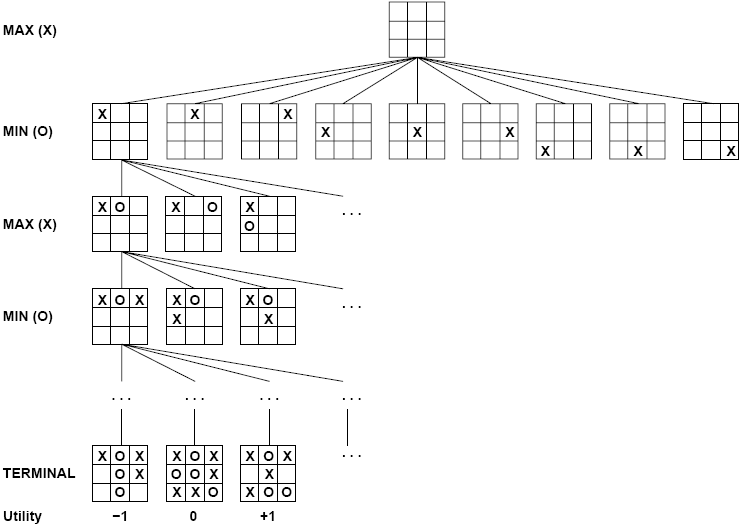 MAX (X)
MIN (O)
X X X
X X X
X X X
MAX (X)
X O X O X
O
...
MIN (O)
X O X X O X O
X X
...
... ... ... ...
X O X X O X X O X ...
TERMINAL O X O O X X
O X X O X O O
Utility −1 0 +1